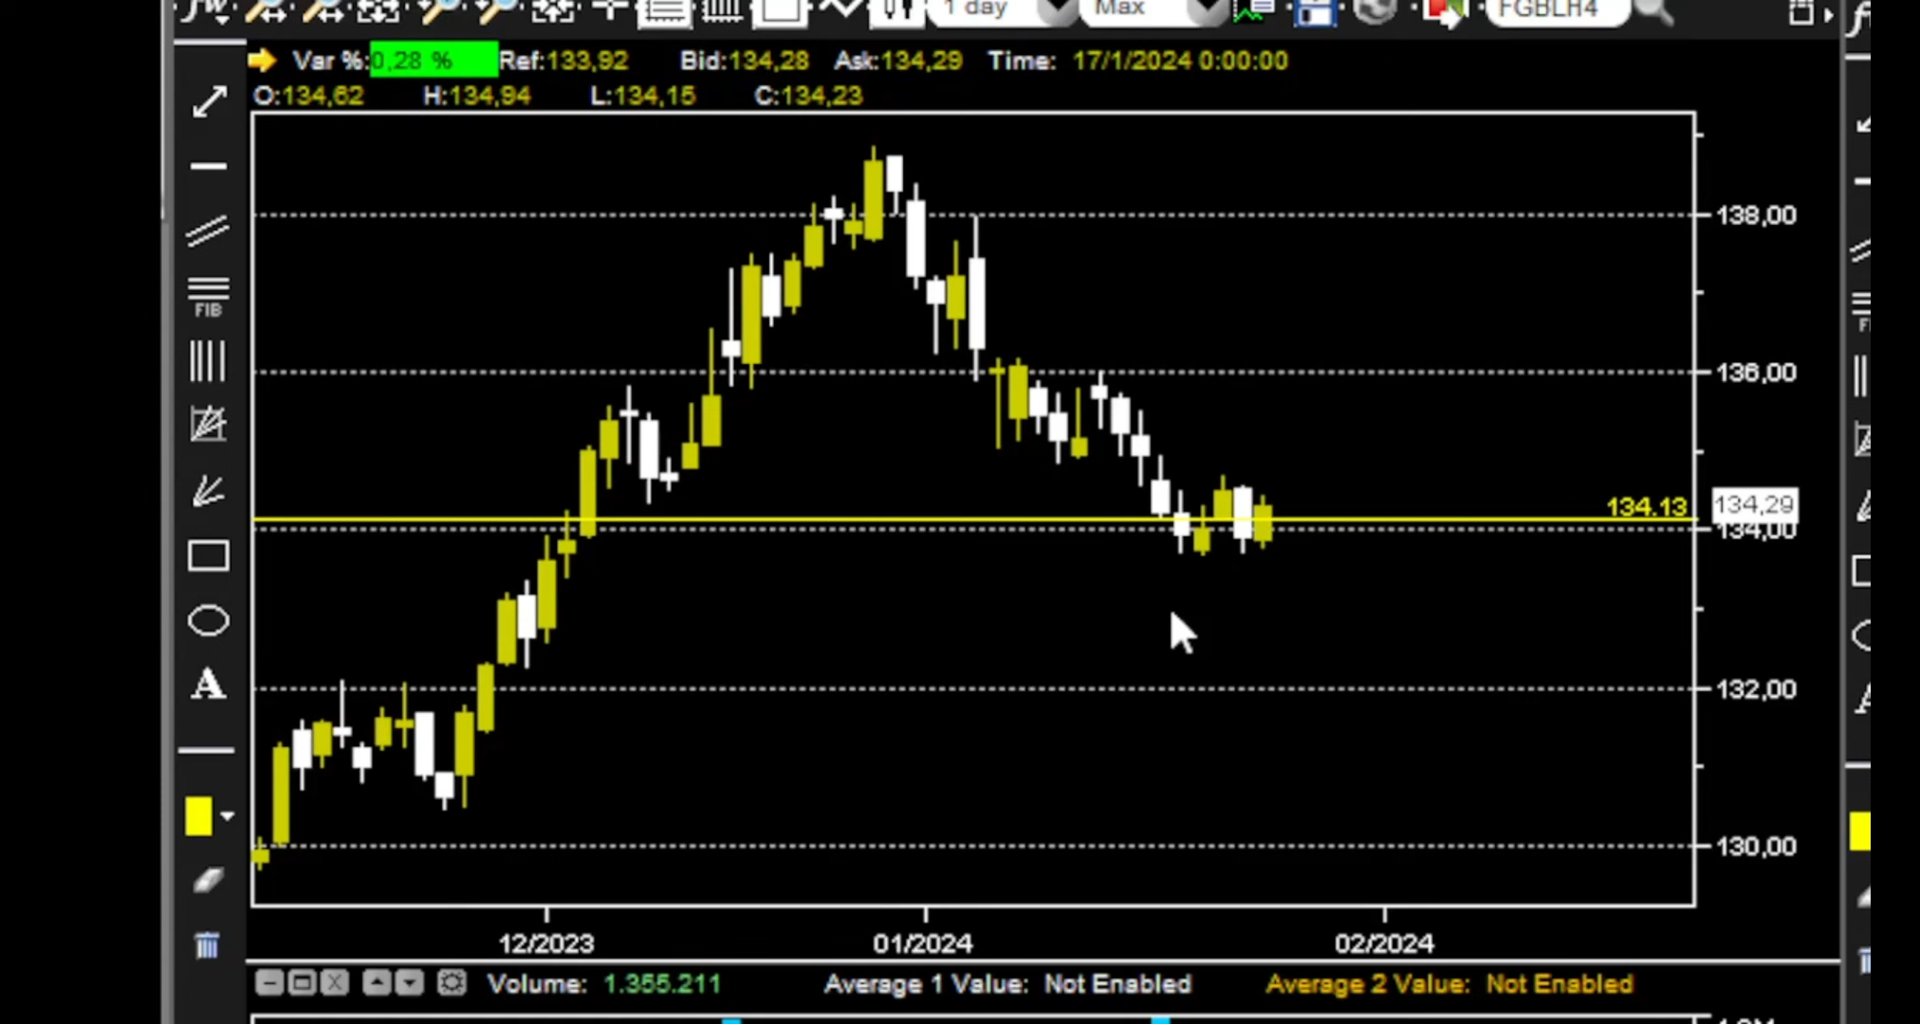 1 day Max FGBLH4
Var %: 0,28 % Ref:133,92 Bid:134,28 Ask:134,29 Time: 17/1/2024 0:00:00
O:134,62 H:134,94 L:134,15 C:134,23
138,00
FIB
136,00
134.13 134,29
134,00
132,00
A
130,00
12/2023 01/2024 02/2024
Volume: 1.355.211 Average 1 Value: Not Enabled Average 2 Value: Not Enabled